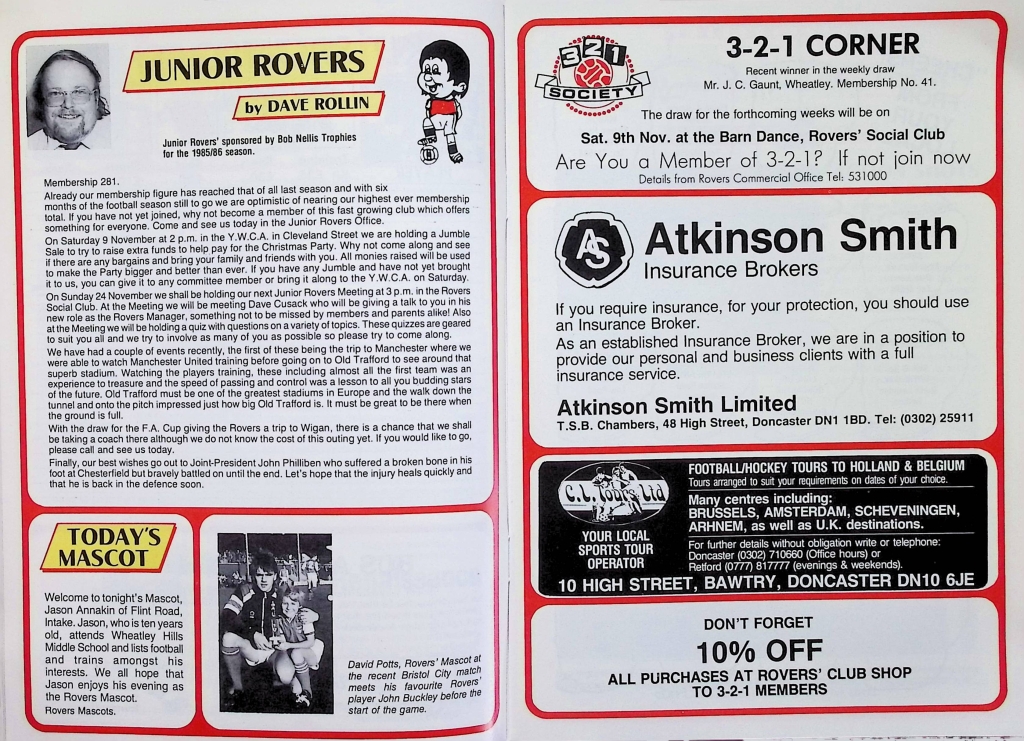 JUNIOR ROVERS
by DAVE ROLLIN
Junior Rovers' sponsored by Bob Nellis Trophies
for the 1985/86 season.
Membership 281.
Already our membership figure has reached that of all last season and with six
months of the football season still to go we are optimistic of nearing our highest ever membership
total. If you have not yet joined, why not become a member of this fast growing club which offers
something for everyone. Come and see us today in the Junior Rovers Office.
On Saturday 9 November at 2 p.m. in the Y.W.C.A. in Cleveland Street we are holding a Jumble
Sale to try to raise extra funds to help pay for the Christmas Party. Why not come along and see
if there are any bargains and bring your family and friends with you. All monies raised will be used
to make the Party bigger and better than ever. If you have any Jumble and have not yet brought
it to us, you can give it to any committee member or bring it along to the Y.W.C.A. on Saturday.
On Sunday 24 November we shall be holding our next Junior Rovers Meeting at 3 p.m. in the Rovers
Social Club. At the Meeting we will be meeting Dave Cusack who will be giving a talk to you in his
new role as the Rovers Manager, something not to be missed by members and parents alike! Also
at the Meeting we will be holding a quiz with questions on a variety of topics. These quizzes are geared
to suit you all and we try to involve as many of you as possible so please try to come along.
We have had a couple of events recently, the first of these being the trip to Manchester where we
were able to watch Manchester United training before going on to Old Trafford to see around that
superb stadium. Watching the players training, these including almost all the first team was an
experience to treasure and the speed of passing and control was a lesson to all you budding stars
of the future. Old Trafford must be one of the greatest stadiums in Europe and the walk down the
tunnel and onto the pitch impressed just how big Old Trafford is. It must be great to be there when
the ground is full.
With the draw for the F.A. Cup giving the Rovers a trip to Wigan, there is a chance that we shall
be taking a coach there although we do not know the cost of this outing yet. If you would like to go,
please call and see us today.
Finally, our best wishes go out to Joint-President John Philliben who suffered a broken bone in his
foot at Chesterfield but bravely battled on until the end. Let's hope that the injury heals quickly and
that he is back in the defence soon.
TODAY'S
MASCOT
Welcome to tonight's Mascot,
Jason Annakin of Flint Road,
Intake. Jason, who is ten years
old, attends Wheatley Hills
Middle School and lists football
and trains amongst his
interests. We all hope that
Jason enjoys his evening as
the Rovers Mascot.
Rovers Mascots.
David Potts, Rovers' Mascot at
the recent Bristol City match
meets his favourite Rovers'
player John Buckley before the
start of the game.
3 2 1
SOCIETY
3-2-1 CORNER
Recent winner in the weekly draw
Mr. J. C. Gaunt, Wheatley. Membership No. 41.
The draw for the forthcoming weeks will be on
Sat. 9th Nov. at the Barn Dance, Rovers' Social Club
Are You a Member of 3-2-1? If not join now
Details from Rovers Commercial Office Tel: 531000
AS
Atkinson Smith
Insurance Brokers
If you require insurance, for your protection, you should use
an Insurance Broker.
As an established Insurance Broker, we are in a position to
provide our personal and business clients with a full
insurance service.
Atkinson Smith Limited
T.S.B. Chambers, 48 High Street, Doncaster DN1 1BD. Tel: (0302) 25911
C.L. Tours Ltd
YOUR LOCAL
SPORTS TOUR
OPERATOR
FOOTBALL/HOCKEY TOURS TO HOLLAND & BELGIUM
Tours arranged to suit your requirements on dates of your choice.
Many centres including:
BRUSSELS, AMSTERDAM, SCHEVENINGEN,
ARHNEM, as well as U.K. destinations.
For further details without obligation write or telephone:
Doncaster (0302) 710660 (Office hours) or
Retford (0777) 817777 (evenings & weekends).
10 HIGH STREET, BAWTRY, DONCASTER DN10 6JE
DON'T FORGET
10% OFF
ALL PURCHASES AT ROVERS' CLUB SHOP
TO 3-2-1 MEMBERS